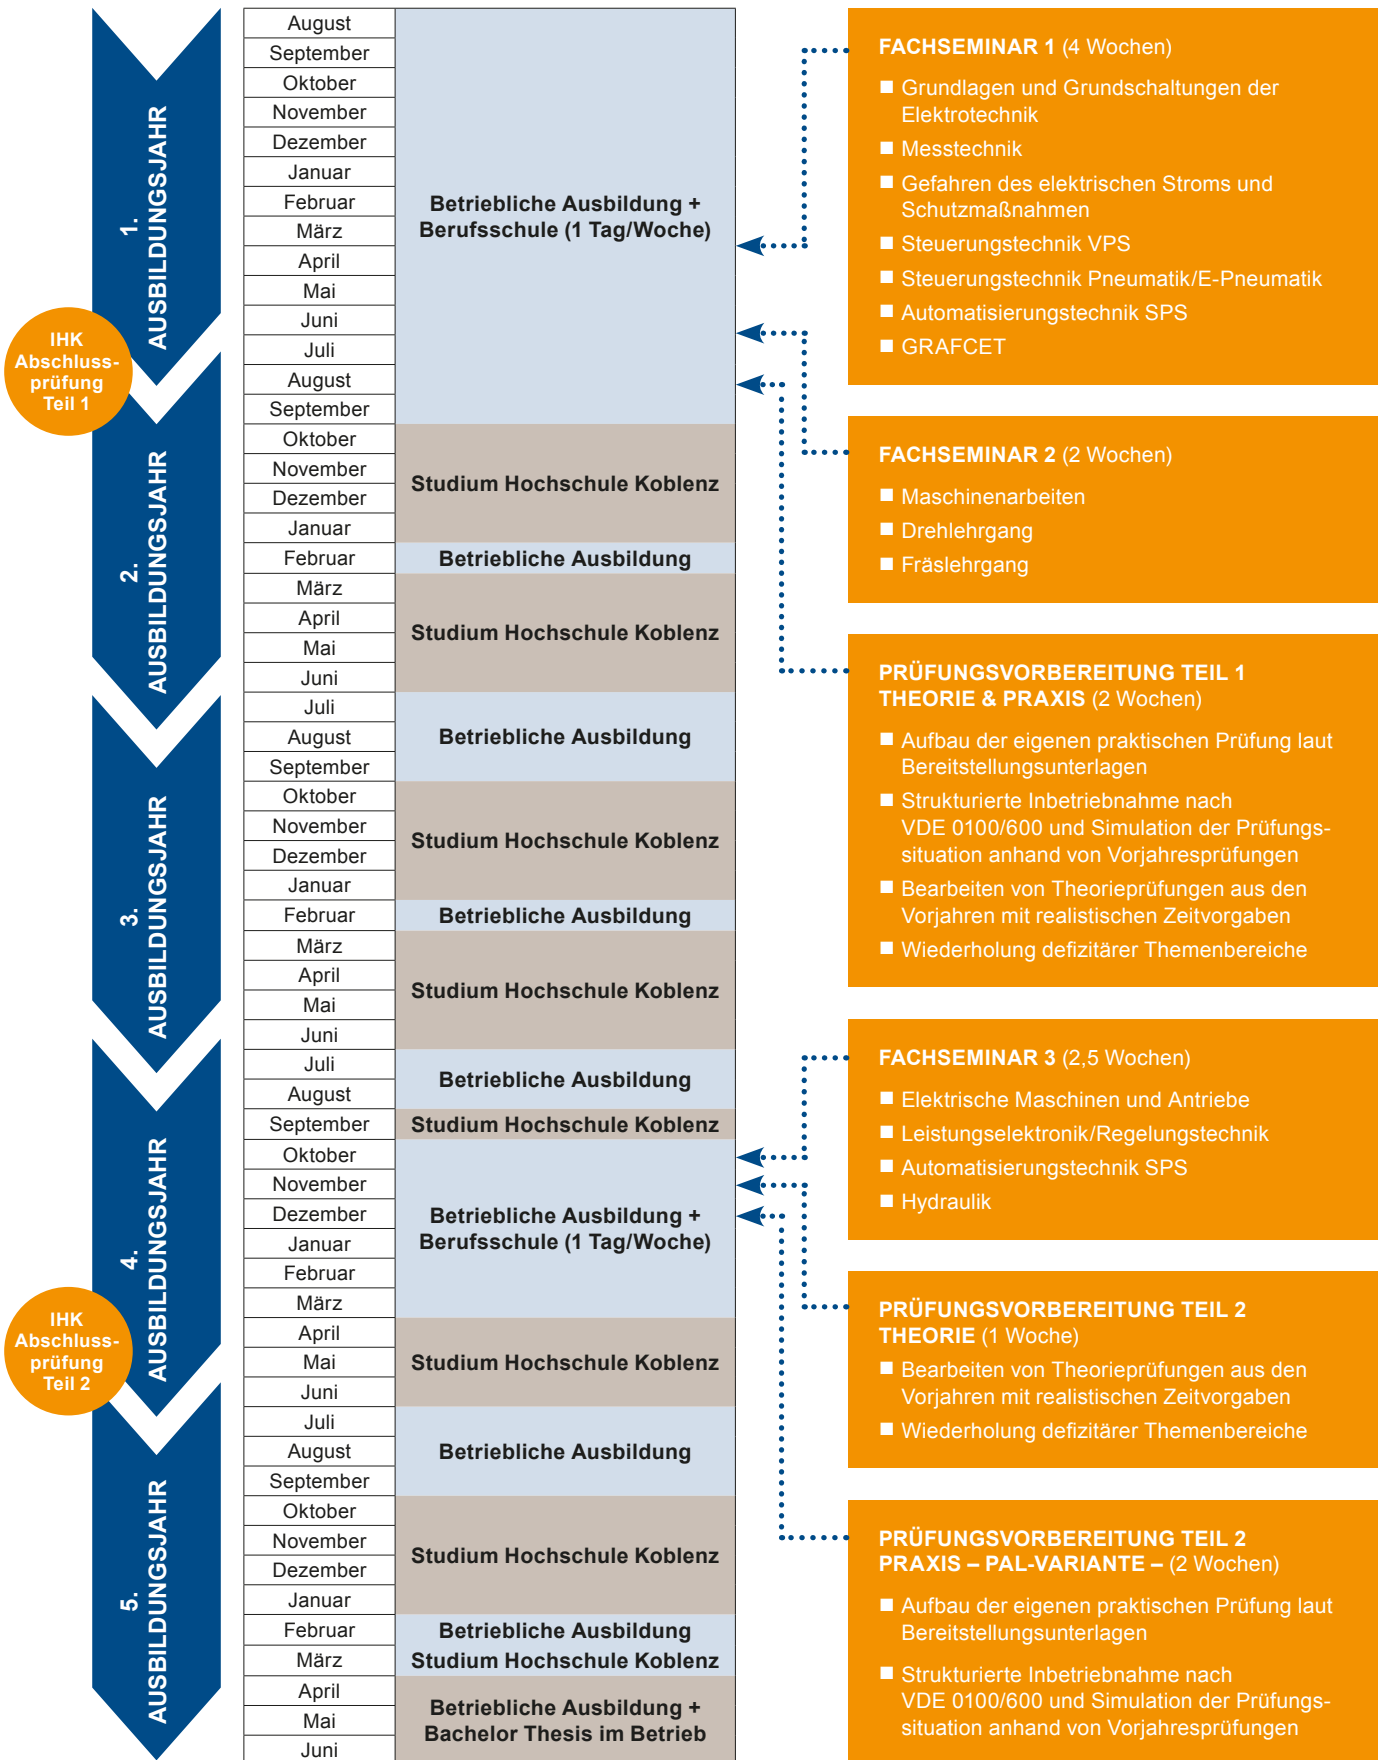 1.
AUSBILDUNGSJAHR
IHK
Abschluss-
prüfung
Teil 1
2.
AUSBILDUNGSJAHR
3.
AUSBILDUNGSJAHR
4.
AUSBILDUNGSJAHR
IHK
Abschluss-
prüfung
Teil 2
5.
AUSBILDUNGSJAHR
August
September
Oktober
November
Dezember
Januar
Februar
März
April
Mai
Juni
Juli
August
September
Betriebliche Ausbildung +
Berufsschule (1 Tag/Woche)
Oktober
November
Dezember
Januar
Studium Hochschule Koblenz
Februar
Betriebliche Ausbildung
März
April
Mai
Juni
Studium Hochschule Koblenz
Juli
August
September
Betriebliche Ausbildung
Oktober
November
Dezember
Januar
Studium Hochschule Koblenz
Februar
Betriebliche Ausbildung
März
April
Mai
Juni
Studium Hochschule Koblenz
Juli
August
Betriebliche Ausbildung
September
Studium Hochschule Koblenz
Oktober
November
Dezember
Januar
Februar
März
Betriebliche Ausbildung +
Berufsschule (1 Tag/Woche)
April
Mai
Juni
Studium Hochschule Koblenz
Juli
August
September
Betriebliche Ausbildung
Oktober
November
Dezember
Januar
Studium Hochschule Koblenz
Februar
März
Betriebliche Ausbildung
Studium Hochschule Koblenz
April
Mai
Juni
Betriebliche Ausbildung +
Bachelor Thesis im Betrieb
FACHSEMINAR 1 (4 Wochen)
Grundlagen und Grundschaltungen der
Elektrotechnik
Messtechnik
Gefahren des elektrischen Stroms und
Schutzmaßnahmen
Steuerungstechnik VPS
Steuerungstechnik Pneumatik/E-Pneumatik
Automatisierungstechnik SPS
GRAFCET
FACHSEMINAR 2 (2 Wochen)
Maschinenarbeiten
Drehlehrgang
Fräslehrgang
PRÜFUNGSVORBEREITUNG TEIL 1
THEORIE & PRAXIS (2 Wochen)
Aufbau der eigenen praktischen Prüfung laut
Bereitstellungsunterlagen
Strukturierte Inbetriebnahme nach
VDE 0100/600 und Simulation der Prüfungs-
situation anhand von Vorjahresprüfungen
Bearbeiten von Theorieprüfungen aus den
Vorjahren mit realistischen Zeitvorgaben
Wiederholung defizitärer Themenbereiche
FACHSEMINAR 3 (2,5 Wochen)
Elektrische Maschinen und Antriebe
Leistungselektronik/Regelungstechnik
Automatisierungstechnik SPS
Hydraulik
PRÜFUNGSVORBEREITUNG TEIL 2
THEORIE (1 Woche)
Bearbeiten von Theorieprüfungen aus den
Vorjahren mit realistischen Zeitvorgaben
Wiederholung defizitärer Themenbereiche
PRÜFUNGSVORBEREITUNG TEIL 2
PRAXIS – PAL-VARIANTE – (2 Wochen)
Aufbau der eigenen praktischen Prüfung laut
Bereitstellungsunterlagen
Strukturierte Inbetriebnahme nach
VDE 0100/600 und Simulation der Prüfungs-
situation anhand von Vorjahresprüfungen